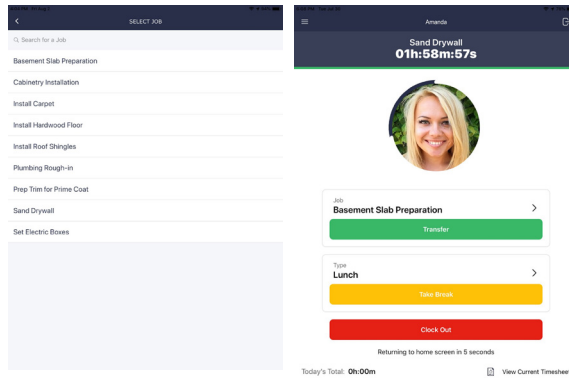 SELECT JOB
Search for a Job
Basement Slab Preparation
Cabinetry Installation
Install Carpet
Install Hardwood Floor
Install Roof Shingles
Plumbing Rough-in
Prep Trim for Prime Coat
Sand Drywall
Set Electric Boxes
Amanda
Sand Drywall
01h:58m:57s
Job
Basement Slab Preparation
Transfer
Type
Lunch
Take Break
Clock Out
Returning to home screen in 5 seconds
Today's Total: 0h:00m
View Current Timesheet